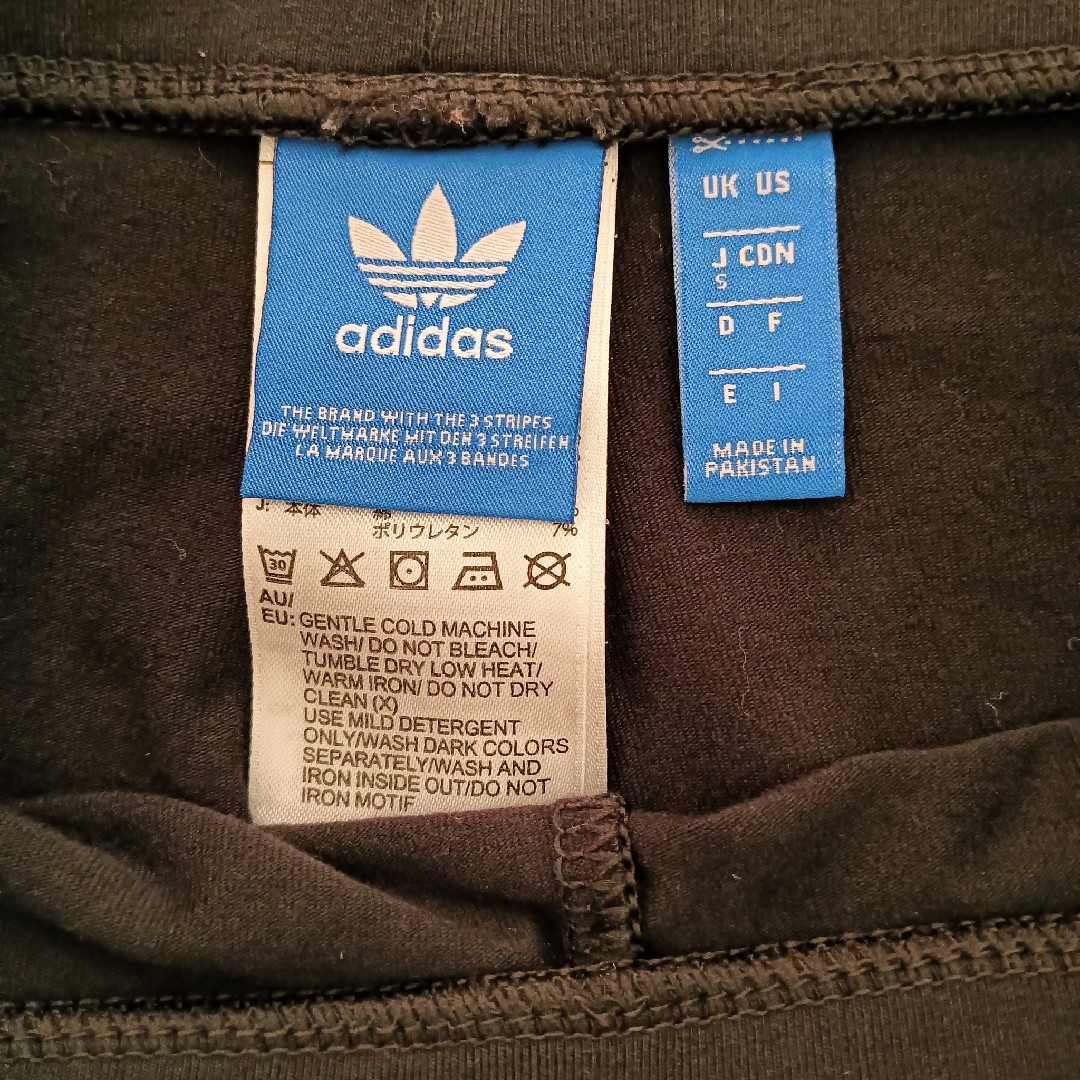 adidas
THE BRAND WITH THE 3 STRIPES
DIE WELTMARKE MIT DEN 3 STREIFEN
LA MARQUE AUX 3 BANDES
J: 本体 綿
ポリウレタン 7%
30
AU/
EU: GENTLE COLD MACHINE
WASH/ DO NOT BLEACH/
TUMBLE DRY LOW HEAT/
WARM IRON/ DO NOT DRY
CLEAN (X)
USE MILD DETERGENT
ONLY/WASH DARK COLORS
SEPARATELY/WASH AND
IRON INSIDE OUT/DO NOT
IRON MOTIF
UK US
J CDN
S
D F
E I
MADE IN
PAKISTAN